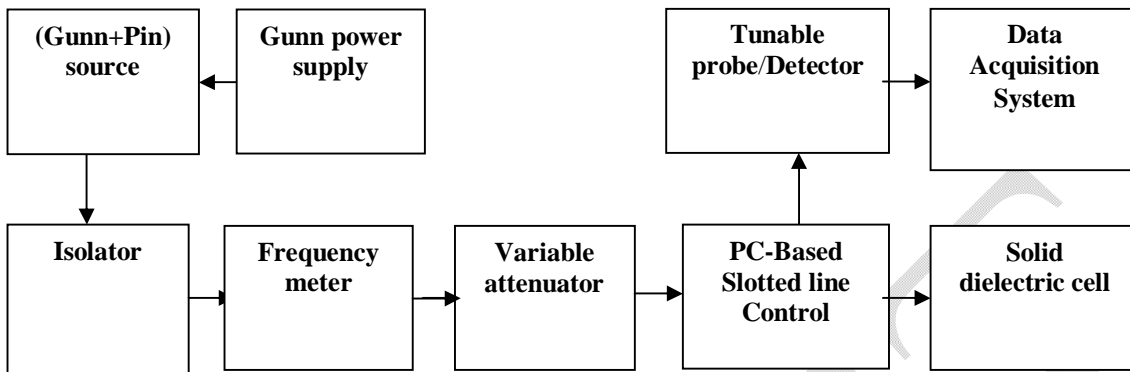 (Gunn+Pin)
source
Gunn power
supply
Tunable
probe/Detector
Data
Acquisition
System
Isolator
Frequency
meter
Variable
attenuator
PC-Based
Slotted line
Control
Solid
dielectric cell